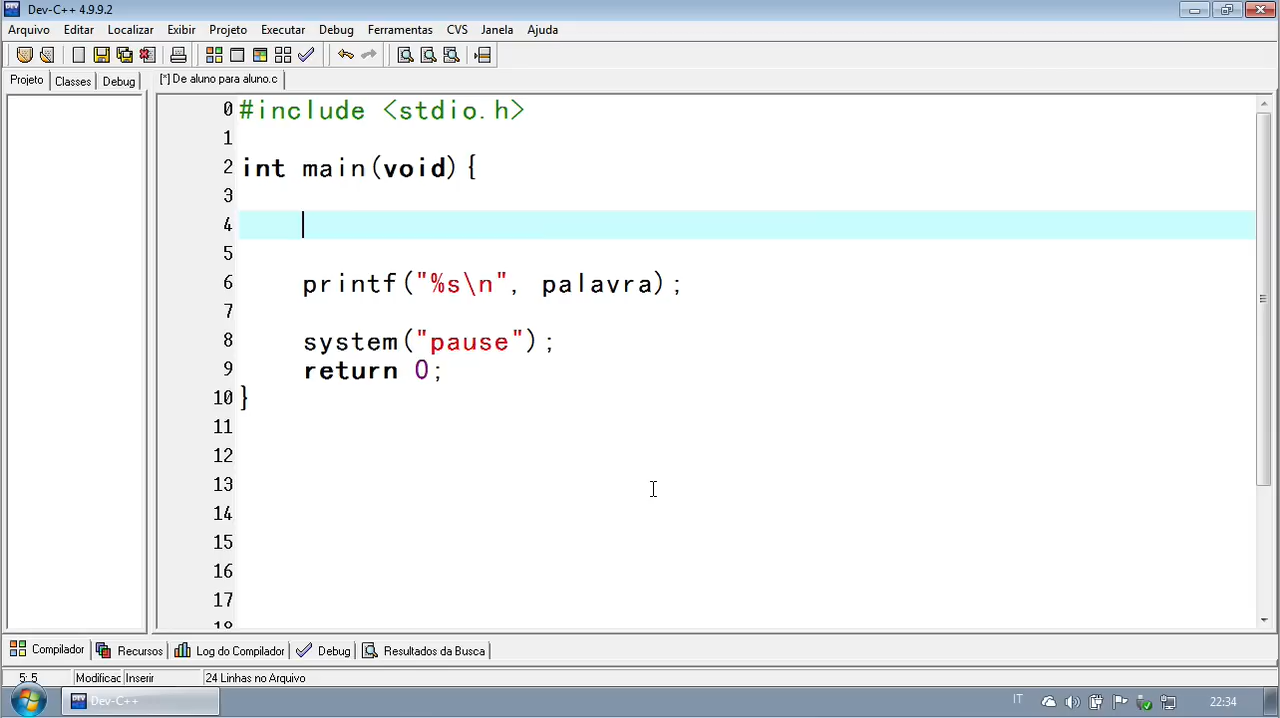 Dev-C++ 4.9.9.2
Arquivo Editar Localizar Exibir Projeto Executar Debug Ferramentas CVS Janela Ajuda
Projeto Classes Debug [*] De aluno para aluno.c
0 #include <stdio.h>
1
2 int main(void){
3
4
5
6 printf("%s\n", palavra);
7
8 system("pause");
9 return 0;
10 }
11
12
13
14
15
16
17
18
Compilador Recursos Log do Compilador Debug Resultados da Busca
5: 5 Modificac Inserir 24 Linhas no Arquivo
Dev-C++ IT 22:34